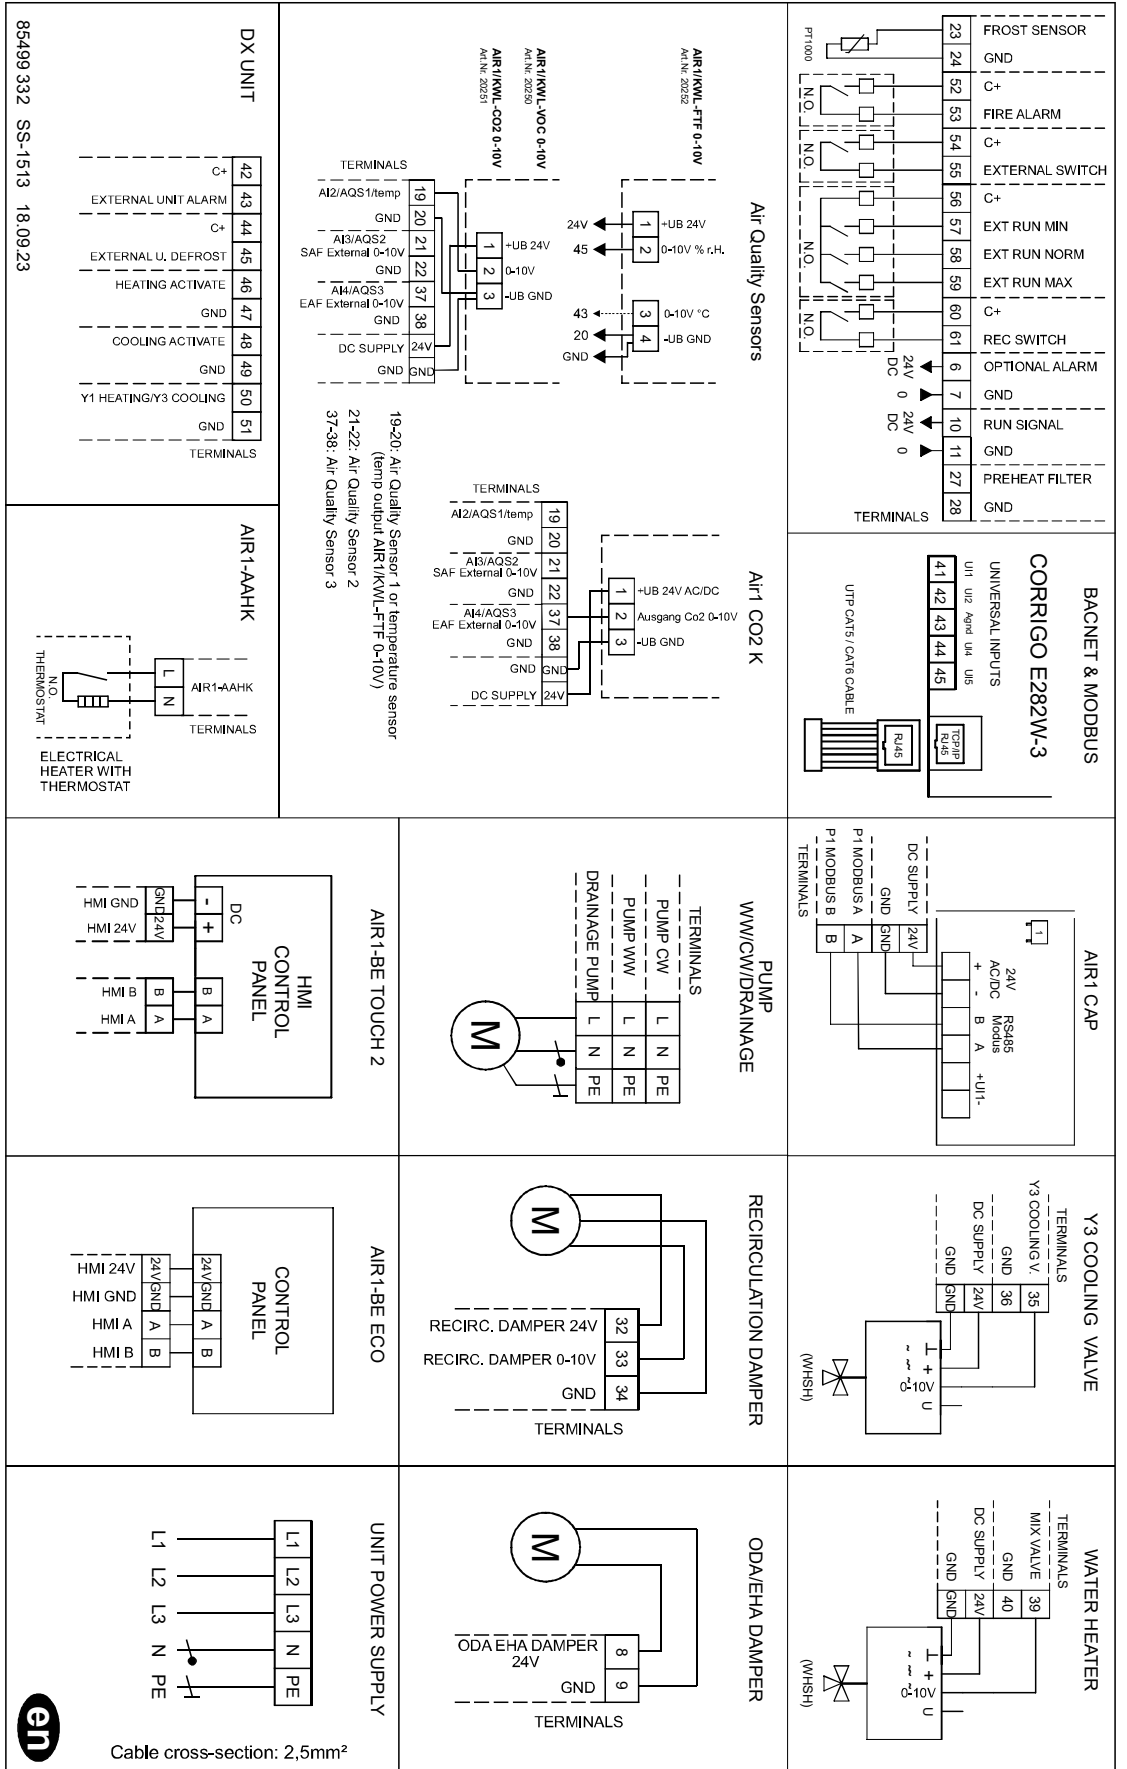 FROST SENSOR
GND
C+
FIRE ALARM
C+
EXTERNAL SWITCH
C+
EXT RUN MIN
EXT RUN NORM
EXT RUN MAX
C+
REC SWITCH
OPTIONAL ALARM
GND
RUN SIGNAL
GND
PREHEAT FILTER
GND
TERMINALS
23
24
52
53
54
55
56
57
58
59
60
61
6
7
10
11
27
28
PT1000
N.O.
N.O.
N.O.
N.O.
24V
DC
0
24V
DC
0
BACNET & MODBUS
CORRIGO E282W-3
UNIVERSAL INPUTS
UI1 UI2 Agnd UI4 UI5
41 42 43 44 45
TCP/IP
RJ45
RJ45
UTP CAT5 / CAT6 CABLE
AIR1 CAP
1
24V
AC/DC
RS485
Modus
+ - B A +UI1-
DC SUPPLY 24V
GND GND
P1 MODBUS A A
P1 MODBUS B B
TERMINALS
Y3 COOLING VALVE
TERMINALS
Y3 COOLING V. 35
GND 36
DC SUPPLY 24V
GND GND
⊥ ~
+ ~
~
0-10V
U
(WHSH)
WATER HEATER
TERMINALS
MIX VALVE 39
GND 40
DC SUPPLY 24V
GND GND
⊥ ~
+ ~
~
0-10V
U
(WHSH)
Air Quality Sensors
AIR1/KWL-FTF 0-10V
Art.Nr. 20252
24V 1 +UB 24V
45 2 0-10V % r.H.
43 3 0-10V °C
20 4 -UB GND
GND
AIR1/KWL-VOC 0-10V
Art.Nr. 20250
AIR1/KWL-CO2 0-10V
Art.Nr. 20251
TERMINALS
AI2/AQS1/temp 19
GND 20
AI3/AQS2
SAF External 0-10V 21
GND 22
AI4/AQS3
EAF External 0-10V 37
GND 38
DC SUPPLY 24V
GND GND
1 +UB 24V
2 0-10V
3 -UB GND
19-20: Air Quality Sensor 1 or temperature sensor
(temp output AIR1/KWL-FTF 0-10V)
21-22: Air Quality Sensor 2
37-38: Air Quality Sensor 3
Air1 CO2 K
TERMINALS
AI2/AQS1/temp 19
GND 20
AI3/AQS2
SAF External 0-10V 21
GND 22
AI4/AQS3
EAF External 0-10V 37
GND 38
GND GND
DC SUPPLY 24V
1 +UB 24V AC/DC
2 Ausgang Co2 0-10V
3 -UB GND
PUMP
WW/CW/DRAINAGE
TERMINALS
PUMP CW L N PE
PUMP WW L N PE
DRAINAGE PUMP L N PE
M
RECIRCULATION DAMPER
M
RECIRC. DAMPER 24V 32
RECIRC. DAMPER 0-10V 33
GND 34
TERMINALS
ODA/EHA DAMPER
M
ODA EHA DAMPER
24V 8
GND 9
TERMINALS
DX UNIT
C+ 42
EXTERNAL UNIT ALARM 43
C+ 44
EXTERNAL U. DEFROST 45
HEATING ACTIVATE 46
GND 47
COOLING ACTIVATE 48
GND 49
Y1 HEATING/Y3 COOLING 50
GND 51
TERMINALS
85499 332 SS-1513 18.09.23
AIR1-AAHK
L
N
AIR1-AAHK
TERMINALS
N.O.
THERMOSTAT
ELECTRICAL
HEATER WITH
THERMOSTAT
AIR1-BE TOUCH 2
HMI
CONTROL
PANEL
DC
- +
B A
HMI GND GND
HMI 24V 24V
HMI B B
HMI A A
AIR1-BE ECO
CONTROL
PANEL
24V GND A B
HMI 24V 24V
HMI GND GND
HMI A A
HMI B B
UNIT POWER SUPPLY
L1 L2 L3 N PE
L1 L2 L3 N PE
Cable cross-section: 2,5mm²
en